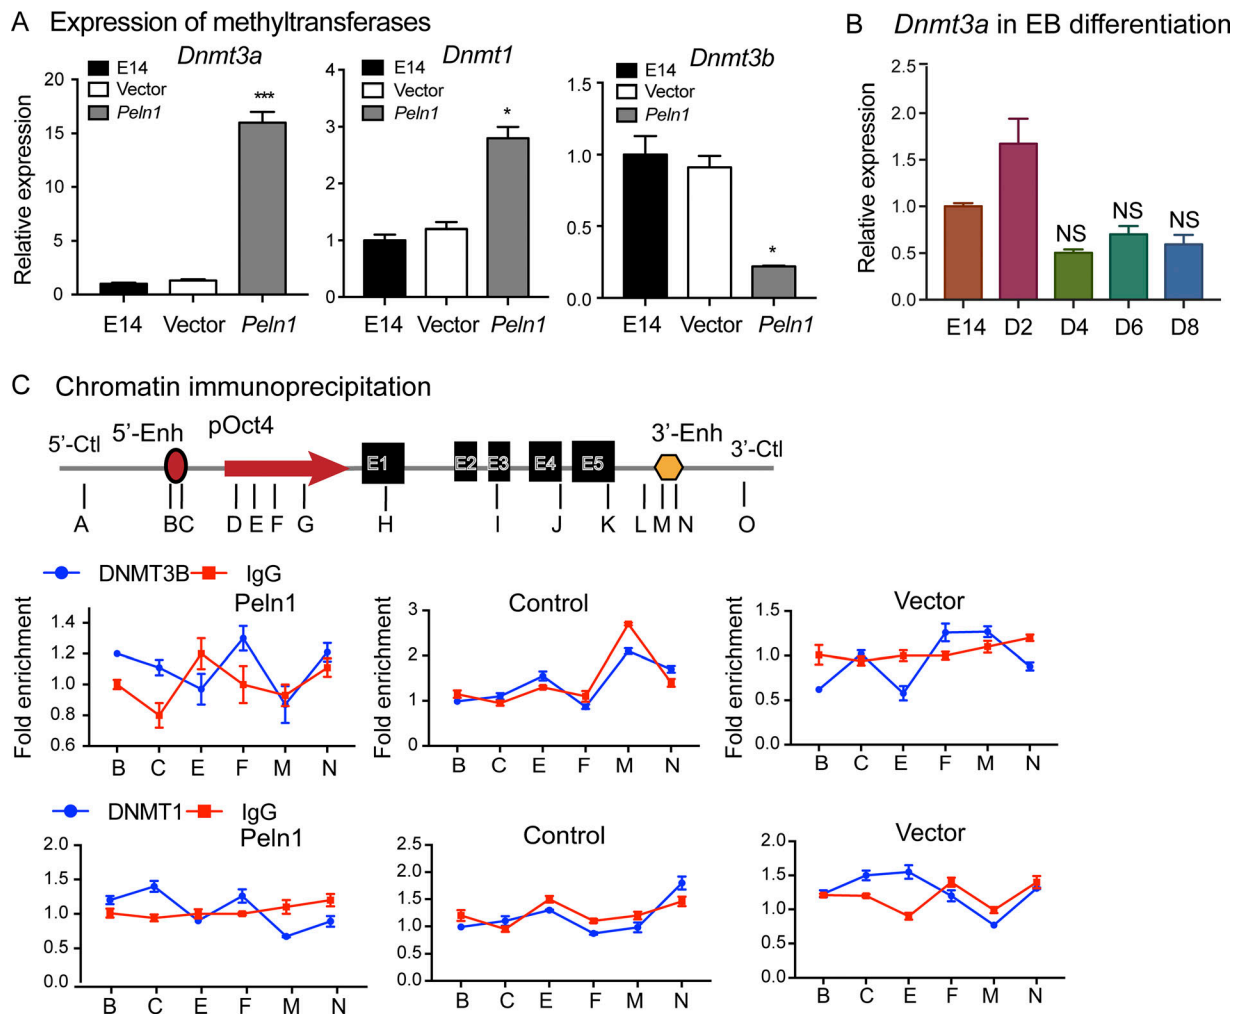 A Expression of methyltransferases
Dnmt3a
E14
Vector
Peln1
Relative expression
20
15
10
5
0
***
E14 Vector Peln1
Dnmt1
E14
Vector
Peln1
4
3
2
1
0
*
E14 Vector Peln1
Dnmt3b
E14
Vector
Peln1
1.5
1.0
0.5
0.0
*
E14 Vector Peln1
B Dnmt3a in EB differentiation
Relative expression
2.5
2.0
1.5
1.0
0.5
0.0
NS NS NS
E14 D2 D4 D6 D8
C Chromatin immunoprecipitation
5'-Ctl 5'-Enh pOct4 3'-Enh 3'-Ctl
E1 E2 E3 E4 E5
A B C D E F G H I J K L M N O
DNMT3B IgG
Peln1
Fold enrichment
1.4
1.2
1.0
0.8
0.6
B C E F M N
Control
Fold enrichment
3
2
1
0
B C E F M N
Vector
Fold enrichment
1.5
1.0
0.5
0.0
B C E F M N
DNMT1 IgG
Peln1
2.0
1.5
1.0
0.5
0.0
B C E F M N
Control
2.5
2.0
1.5
1.0
0.5
0.0
B C E F M N
Vector
2.0
1.5
1.0
0.5
0.0
B C E F M N